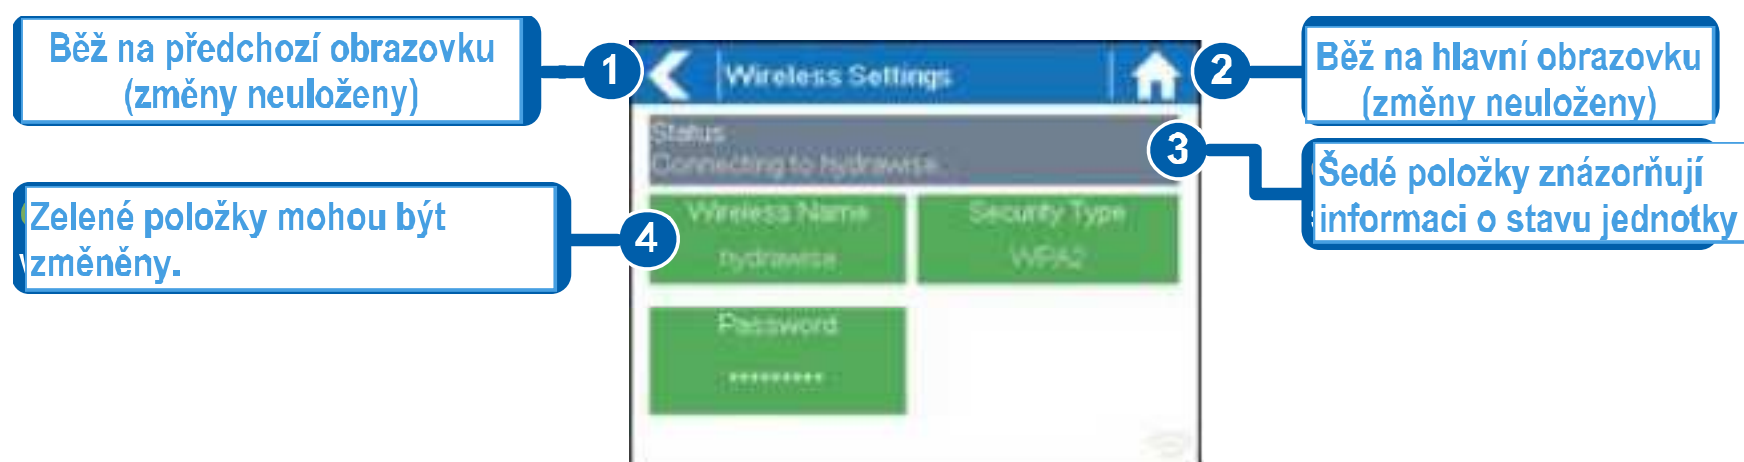 Běž na předchozí obrazovku
(změny neuloženy)
1
Wireless Settings
2
Běž na hlavní obrazovku
(změny neuloženy)
Status
Connecting to hydrawise.
3
Šedé položky znázorňují
informaci o stavu jednotky
Zelené položky mohou být
změněny.
4
Wireless Name
hydrawise
Security Type
WPA2
Password
*********